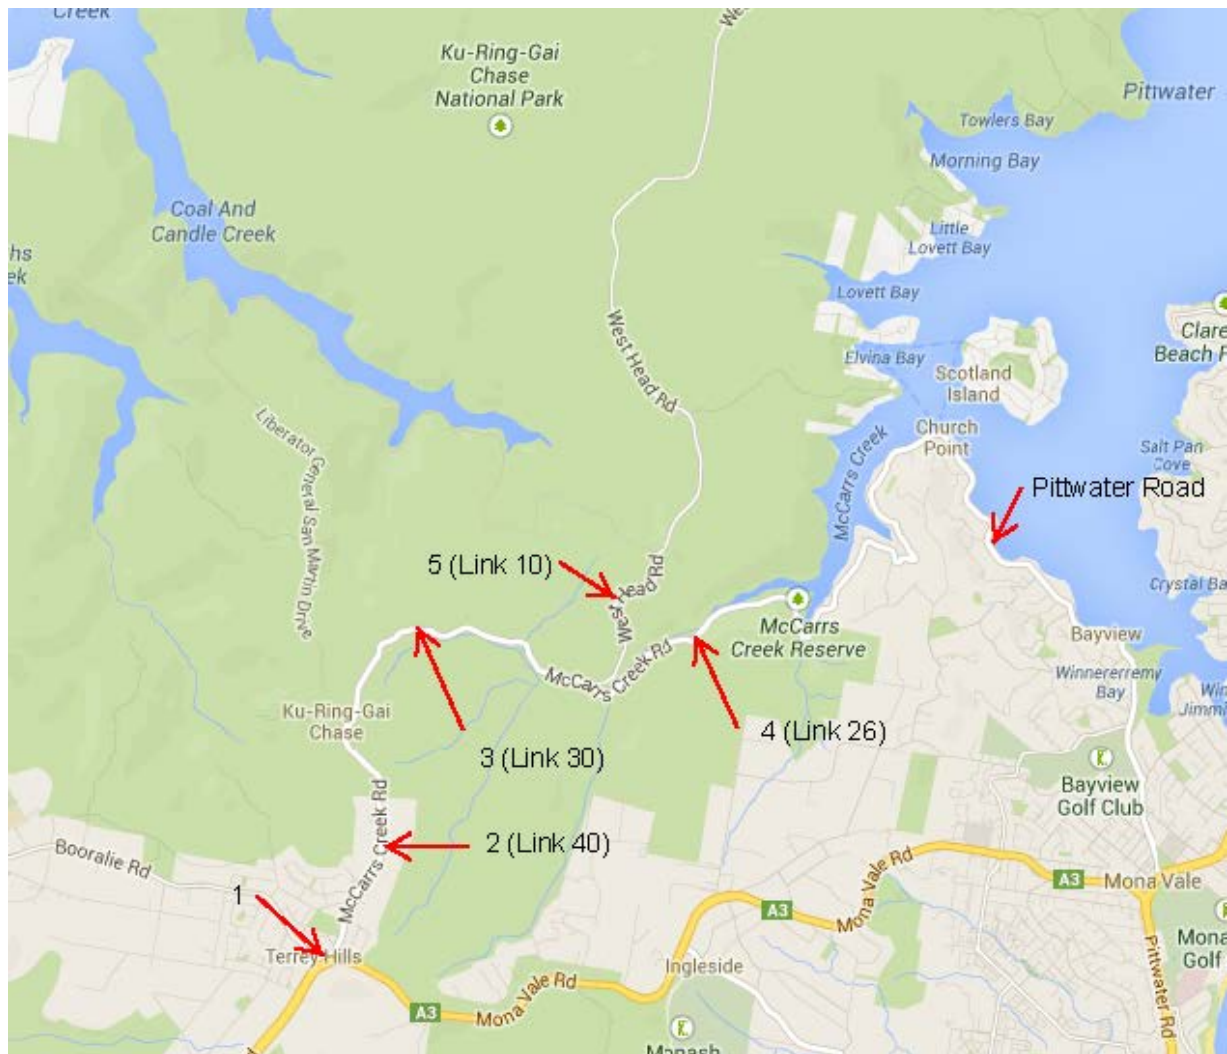 Creek
Wes
Ku-Ring-Gai
Chase
National Park
Pittwater
Towlers Bay
Morning Bay
Coal And
Candle Creek
Little
Lovett Bay
hs
ek
Lovett Bay
Clare
Beach P
West Head Rd
Elvina Bay
Scotland
Island
Liberator General San Martin Drive
Church
Point
McCarrs Creek
Salt Pan
Cove
Pittwater Road
5 (Link 10)
West Head Rd
Crystal Ba
McCarrs
Creek Reserve
Bayview
McCarrs Creek Rd
Winnererremy
Bay
Win
Jimmi
Ku-Ring-Gai
Chase
4 (Link 26)
3 (Link 30)
Bayview
Golf Club
McCarrs Creek Rd
2 (Link 40)
Booralie Rd
Mona Vale Rd
A3
Mona Vale
1
A3
Terrey Hills
Ingleside
Mona
Golf
Pittwater Rd
A3
Mona Vale Rd
Monash